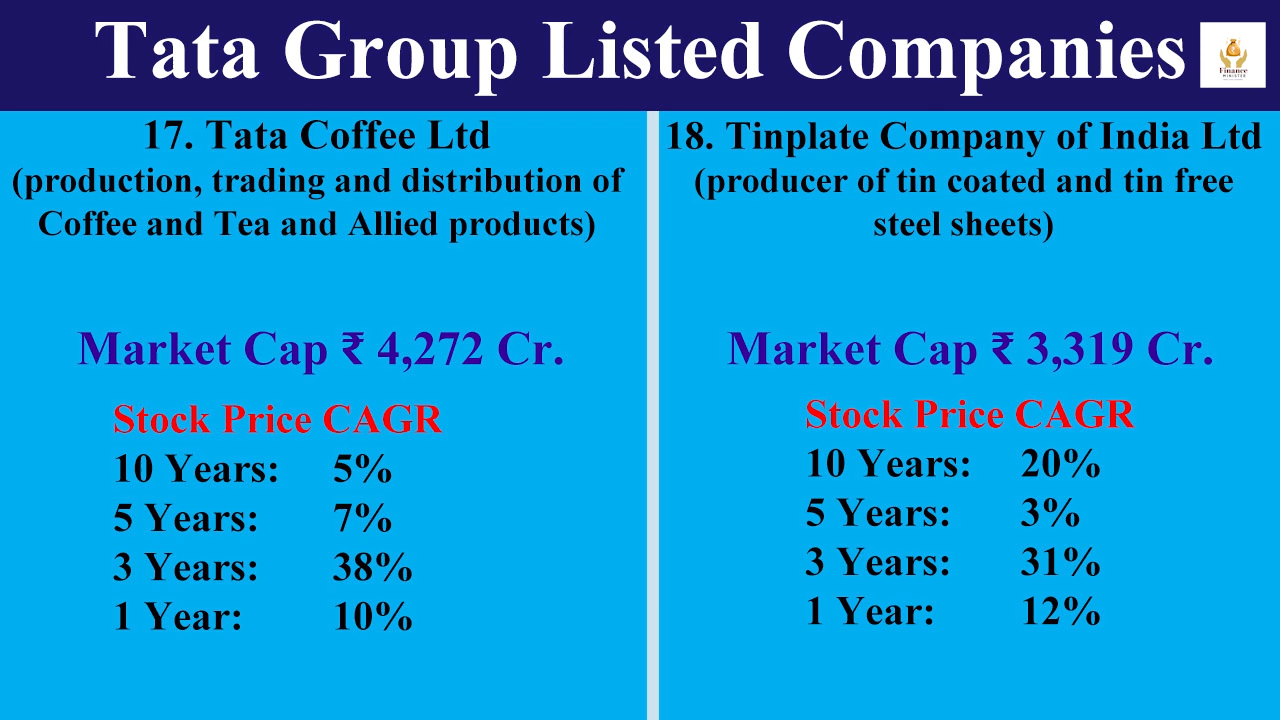 Tata Group Listed Companies
Finance
MINISTER
17. Tata Coffee Ltd
(production, trading and distribution of
Coffee and Tea and Allied products)
Market Cap ₹ 4,272 Cr.
Stock Price CAGR
10 Years: 5%
5 Years: 7%
3 Years: 38%
1 Year: 10%
18. Tinplate Company of India Ltd
(producer of tin coated and tin free
steel sheets)
Market Cap ₹ 3,319 Cr.
Stock Price CAGR
10 Years: 20%
5 Years: 3%
3 Years: 31%
1 Year: 12%